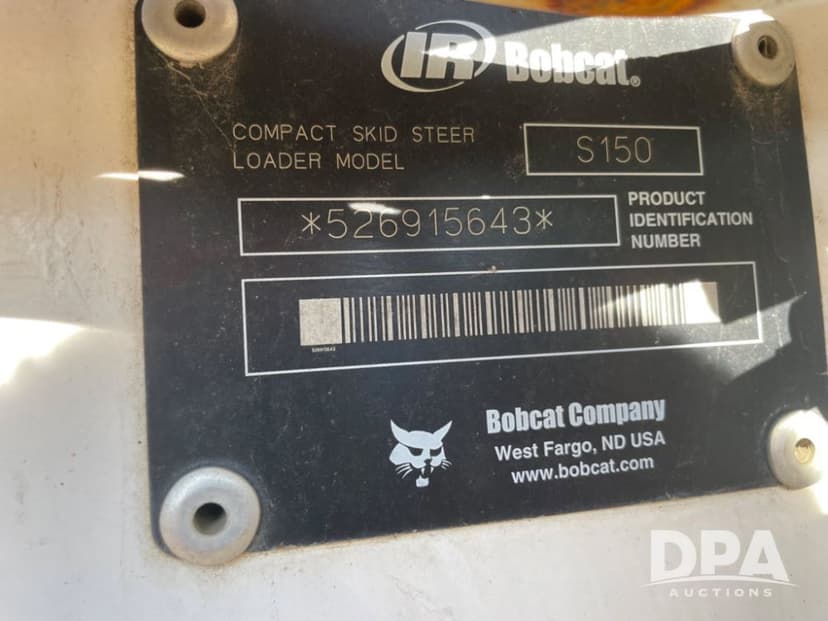 IR Bobcat®
COMPACT SKID STEER
LOADER MODEL
S150
*526915643*
PRODUCT
IDENTIFICATION
NUMBER
526915643
Bobcat Company
West Fargo, ND USA
www.bobcat.com
DPA
AUCTIONS